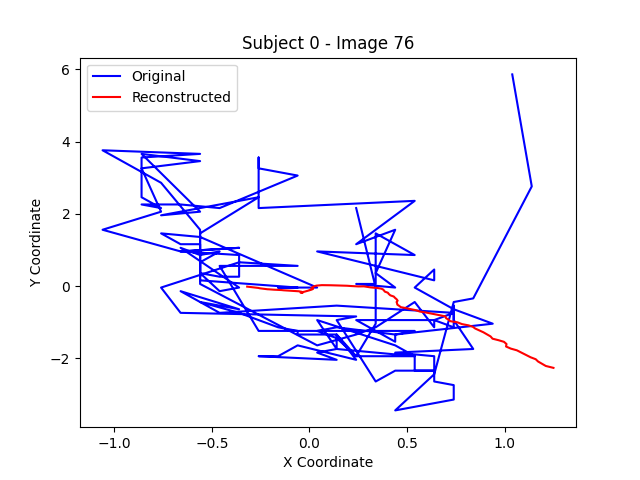 Subject 0 - Image 76
Original
Reconstructed
6
4
2
0
−2
Y Coordinate
−1.0 −0.5 0.0 0.5 1.0
X Coordinate